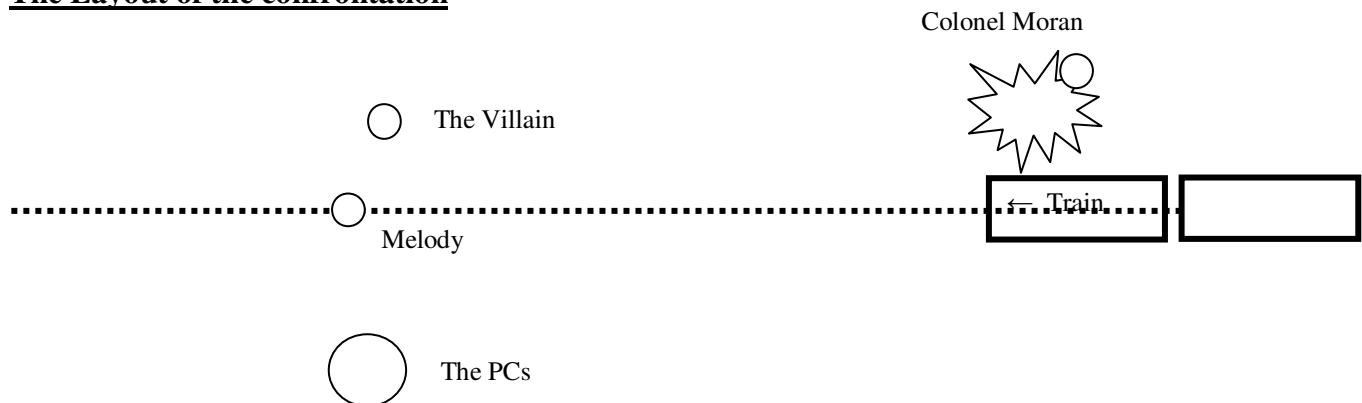 The Layout of the confrontation
Colonel Moran
The Villain
← Train
Melody
The PCs